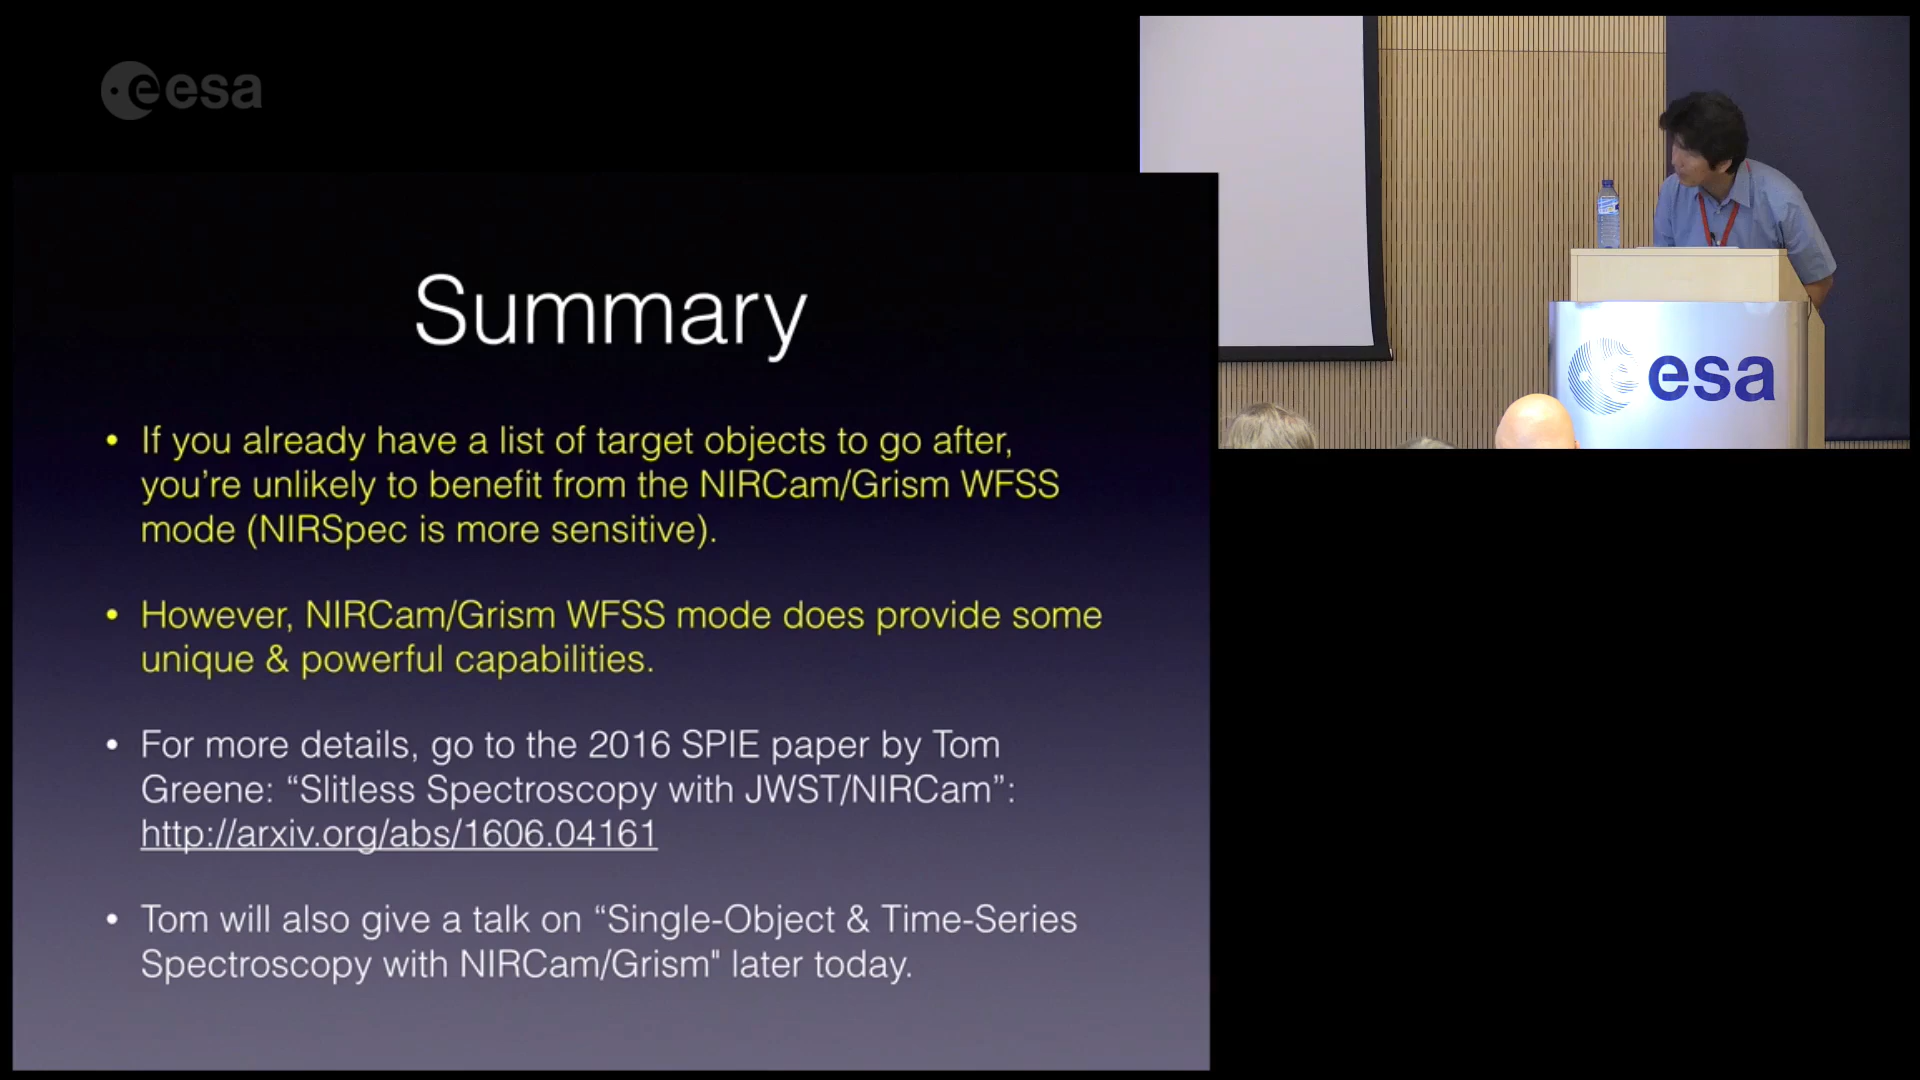 esa
Summary
• If you already have a list of target objects to go after,
you’re unlikely to benefit from the NIRCam/Grism WFSS
mode (NIRSpec is more sensitive).
• However, NIRCam/Grism WFSS mode does provide some
unique & powerful capabilities.
• For more details, go to the 2016 SPIE paper by Tom
Greene: “Slitless Spectroscopy with JWST/NIRCam”:
http://arxiv.org/abs/1606.04161
• Tom will also give a talk on “Single-Object & Time-Series
Spectroscopy with NIRCam/Grism" later today.
esa